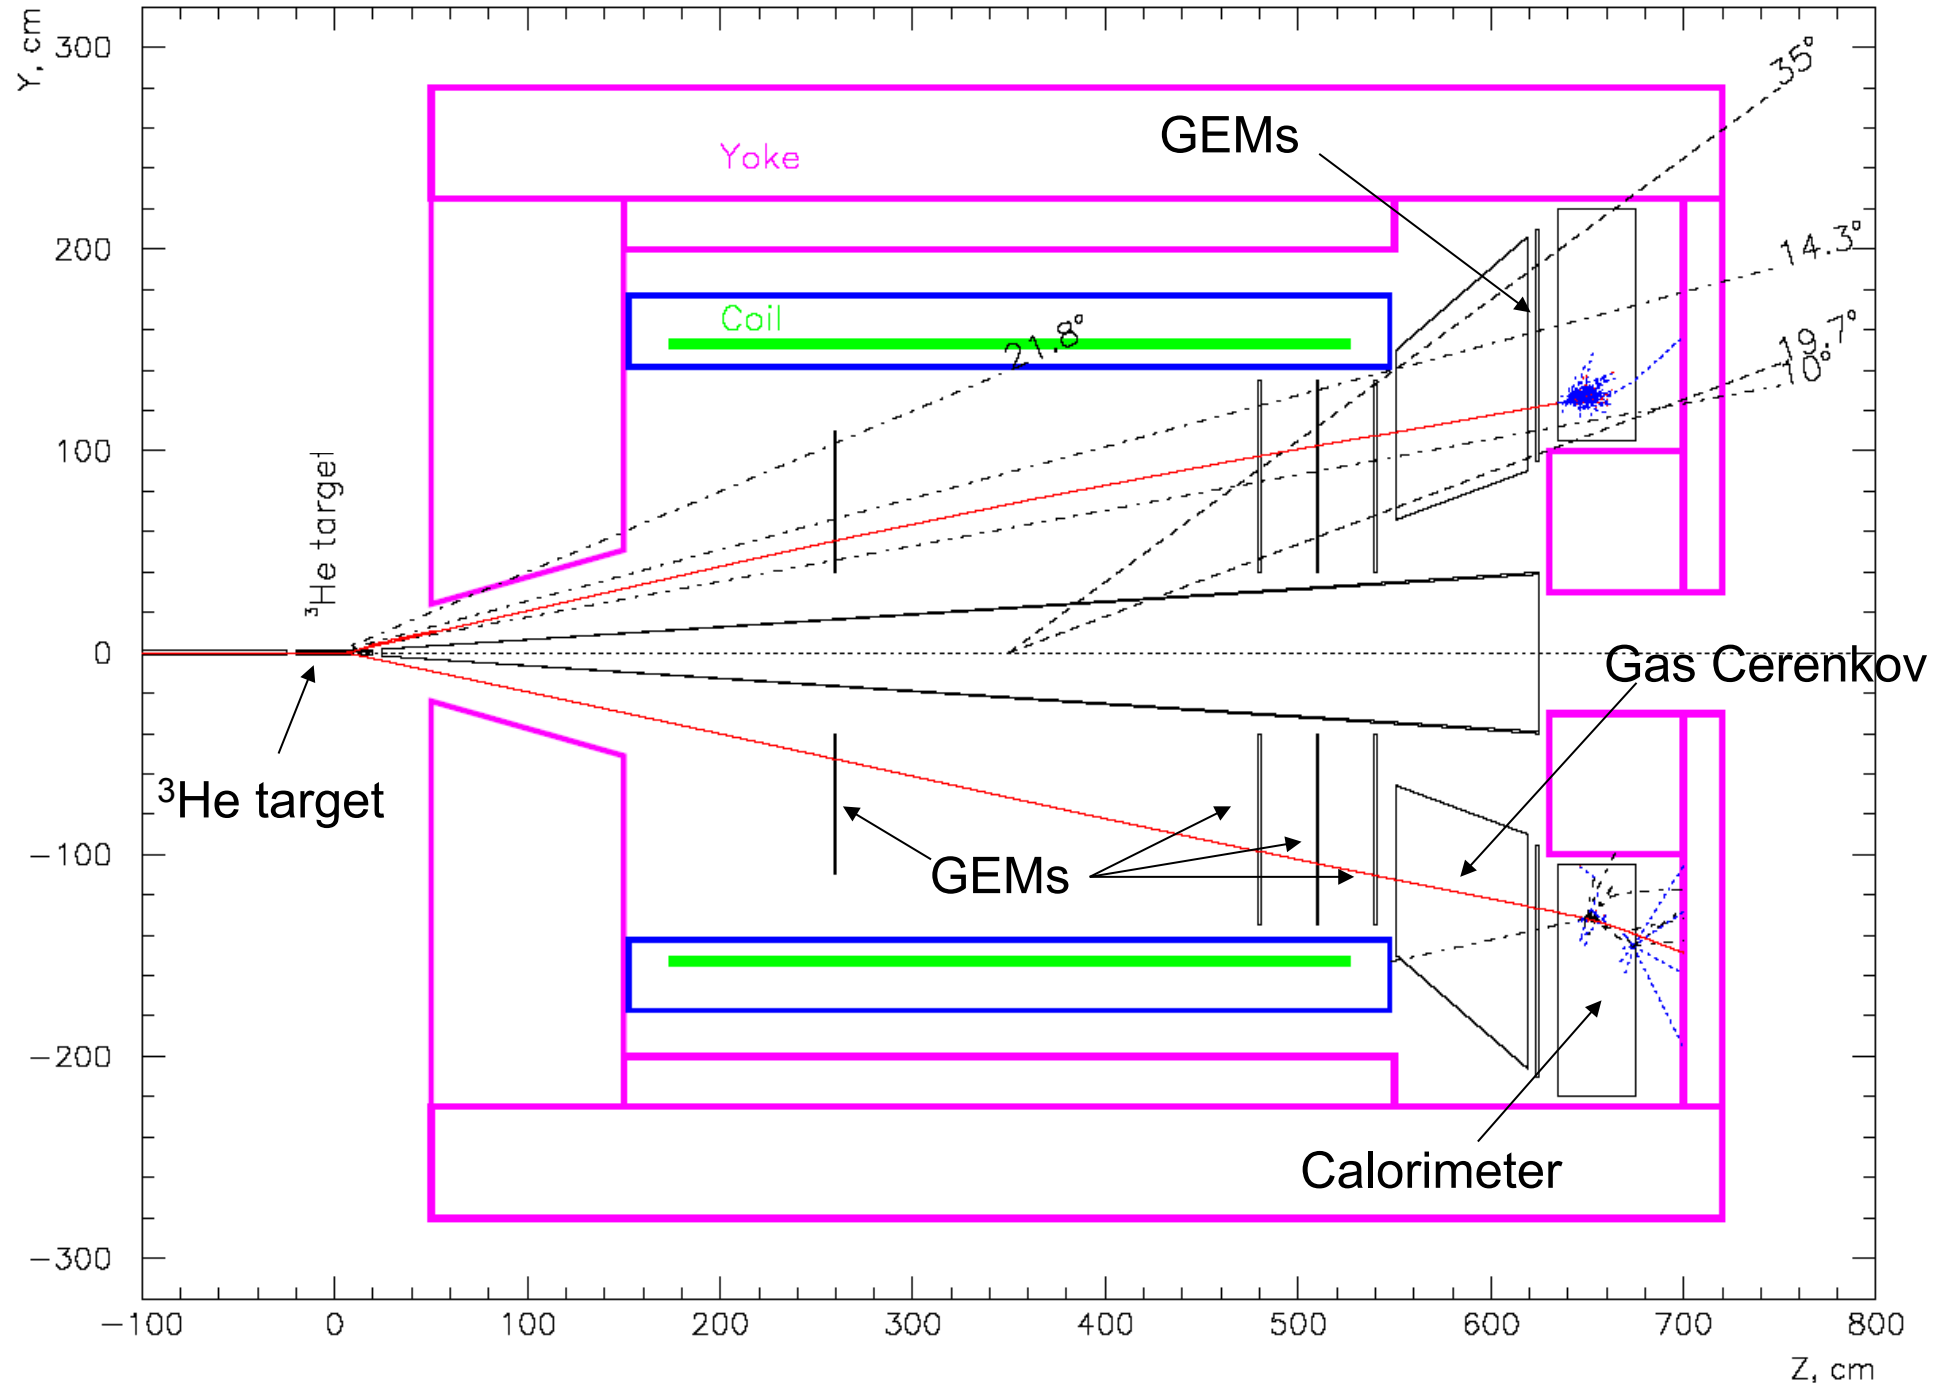 Y, cm
300
200
100
0
−100
−200
−300
35°
GEMs
Yoke
14.3°
Coil
21.8°
19.7°
10°
³He target
Gas Cerenkov
³He target
GEMs
Calorimeter
−100 0 100 200 300 400 500 600 700 800
Z, cm